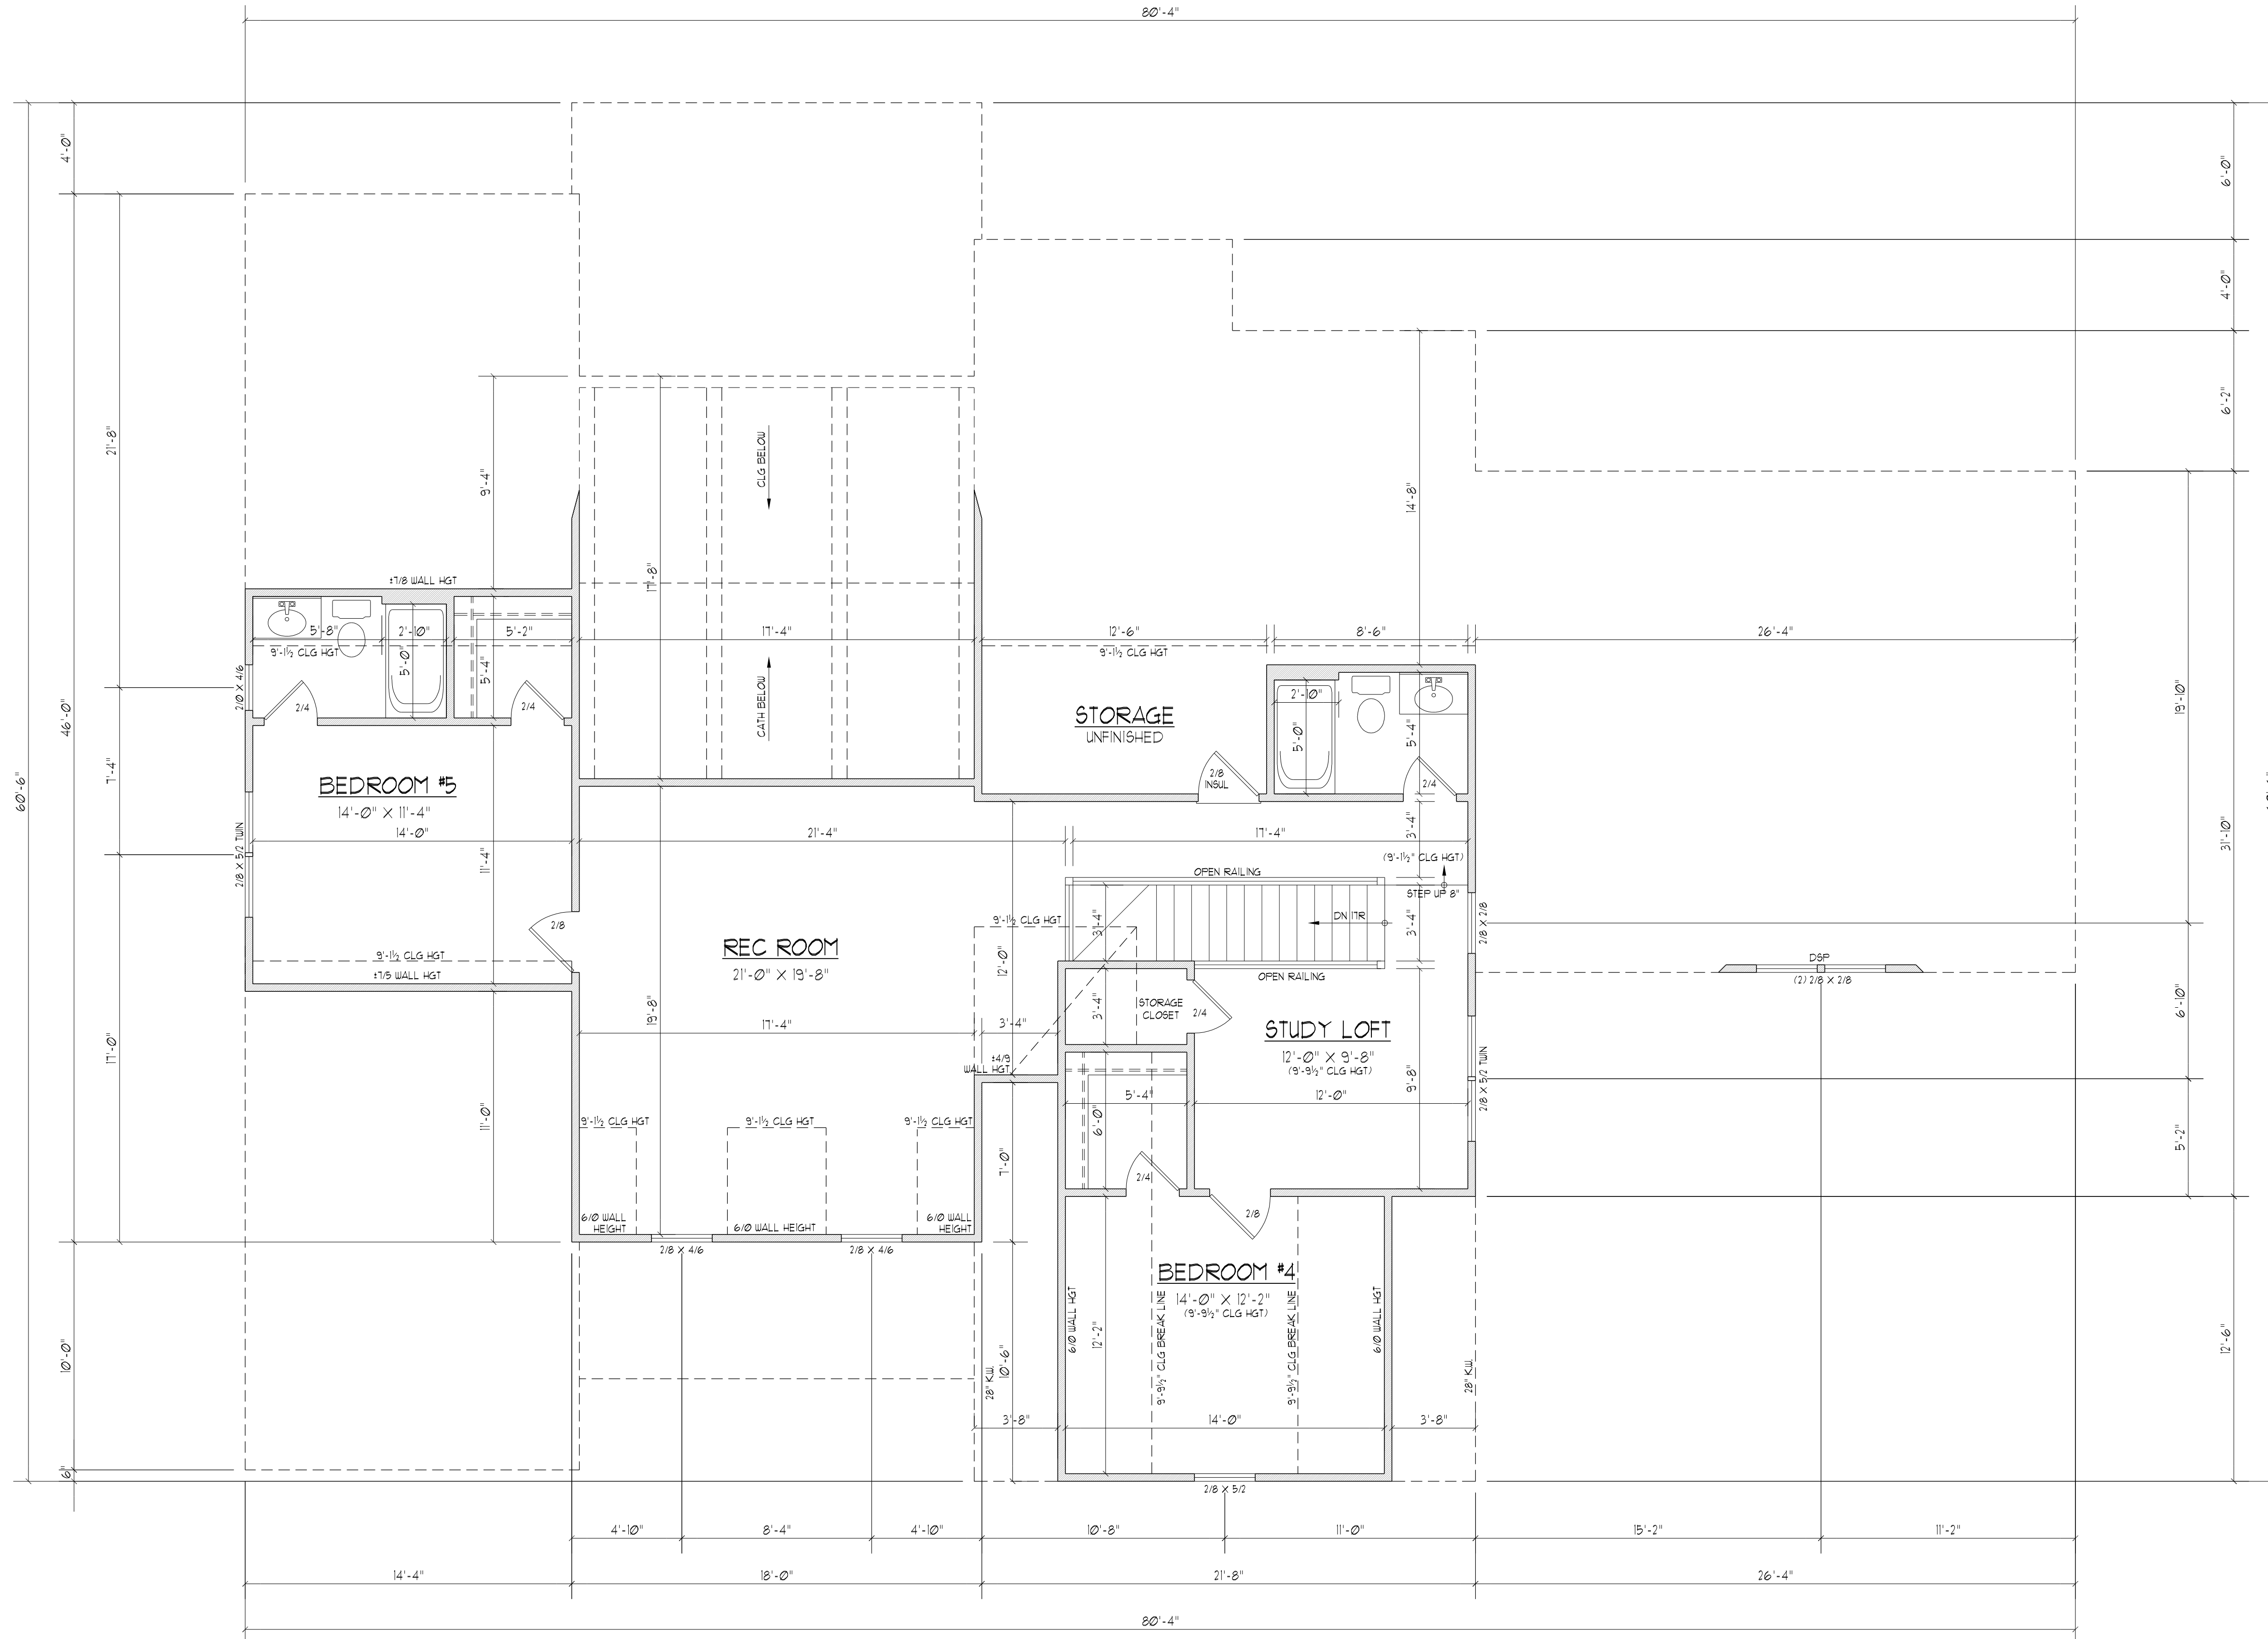 80'-4"
4'-0"
6'-0"
4'-0"
6'-2"
21'-8"
9'-4"
CLG BELOW
14'-8"
17'-8"
±7/8 WALL HGT
5'-8"
2'-10"
5'-2"
17'-4"
12'-6"
8'-6"
26'-4"
9'-1½ CLG HGT
9'-1½ CLG HGT
5'-0"
5'-4"
2/0 X 4/6
2/4
2/4
CATH BELOW
2'-10"
5'-0"
5'-4"
19'-10"
46'-0"
60'-6"
7'-4"
STORAGE
UNFINISHED
2/8
INSUL
2/4
BEDROOM #5
14'-0" X 11'-4"
14'-0"
11'-4"
2/8 X 5/2 TWIN
21'-4"
17'-4"
3'-4"
31'-10"
(9'-1½" CLG HGT)
STEP UP 8"
OPEN RAILING
DN 17R
3'-4"
3'-4"
2/8 X 2/8
2/8
9'-1½ CLG HGT
12'-0"
REC ROOM
21'-0" X 19'-8"
9'-1½ CLG HGT
±7/5 WALL HGT
OPEN RAILING
DSP
(2) 2/8 X 2/8
19'-8"
17'-4"
3'-4"
3'-4"
STORAGE
CLOSET
2/4
STUDY LOFT
12'-0" X 9'-8"
(9'-9½" CLG HGT)
6'-10"
17'-0"
±4/9
WALL HGT
9'-8"
2/8 X 5/2 TWIN
5'-4"
12'-0"
6'-0"
11'-0"
9'-1½ CLG HGT
9'-1½ CLG HGT
9'-1½ CLG HGT
7'-0"
5'-2"
2/4
2/8
6/0 WALL
HEIGHT
6/0 WALL HEIGHT
6/0 WALL
HEIGHT
2/8 X 4/6
2/8 X 4/6
BEDROOM #4
14'-0" X 12'-2"
(9'-9½" CLG HGT)
6/0 WALL HGT
12'-2"
9'-9½" CLG BREAK LINE
9'-9½" CLG BREAK LINE
6/0 WALL HGT
10'-0"
10'-6"
28" K.W.
28" K.W.
12'-6"
3'-8"
14'-0"
3'-8"
6"
2/8 X 5/2
4'-10"
8'-4"
4'-10"
10'-8"
11'-0"
15'-2"
11'-2"
14'-4"
18'-0"
21'-8"
26'-4"
80'-4"